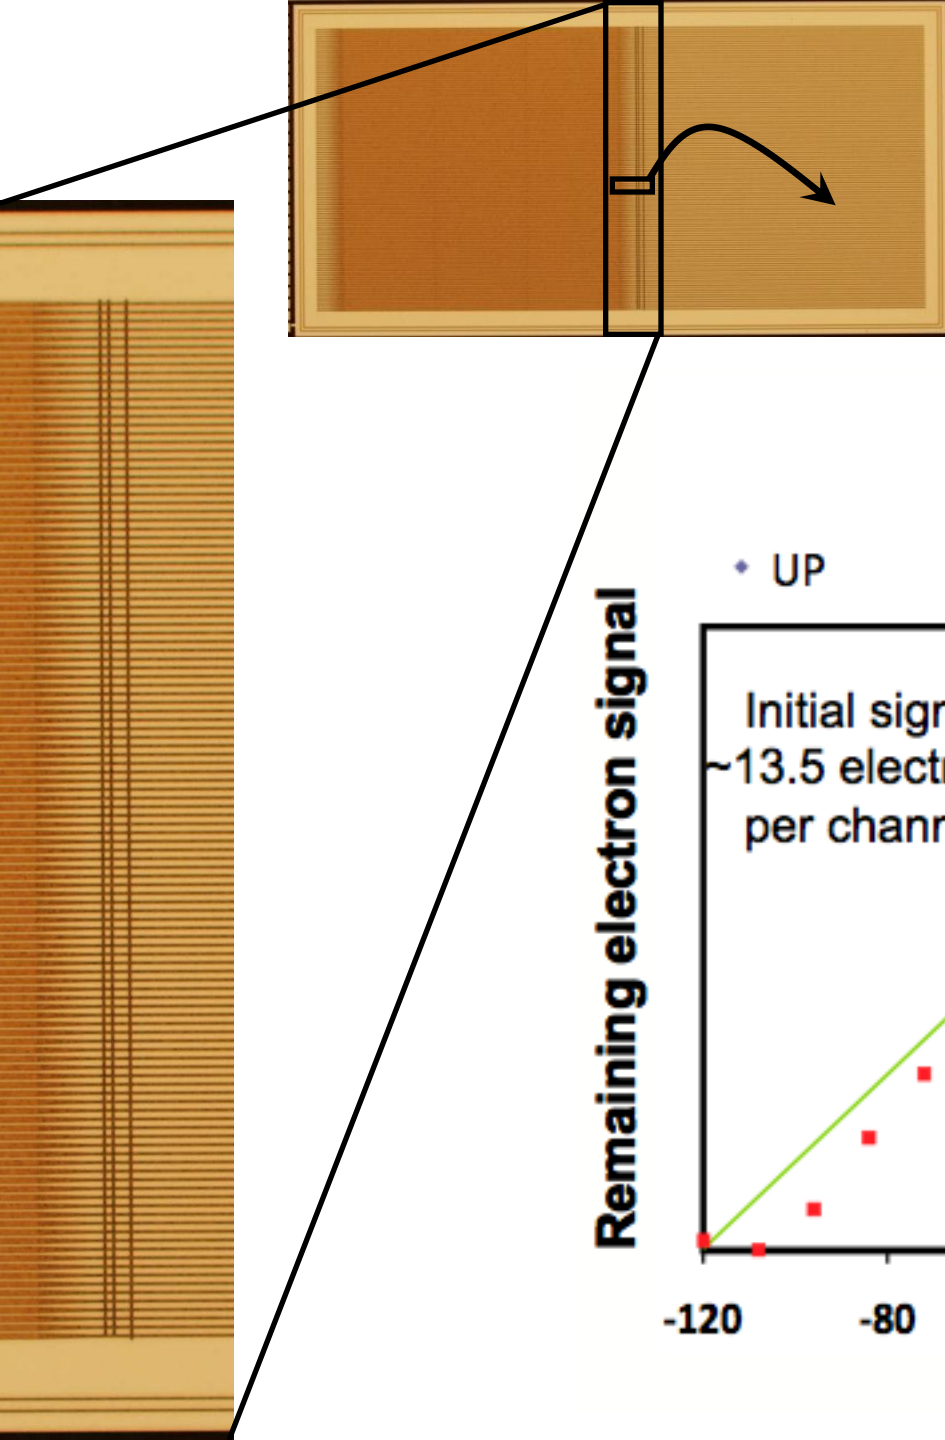 UP
Remaining electron signal
Initial sign
~13.5 electr
per chann
-120
-80